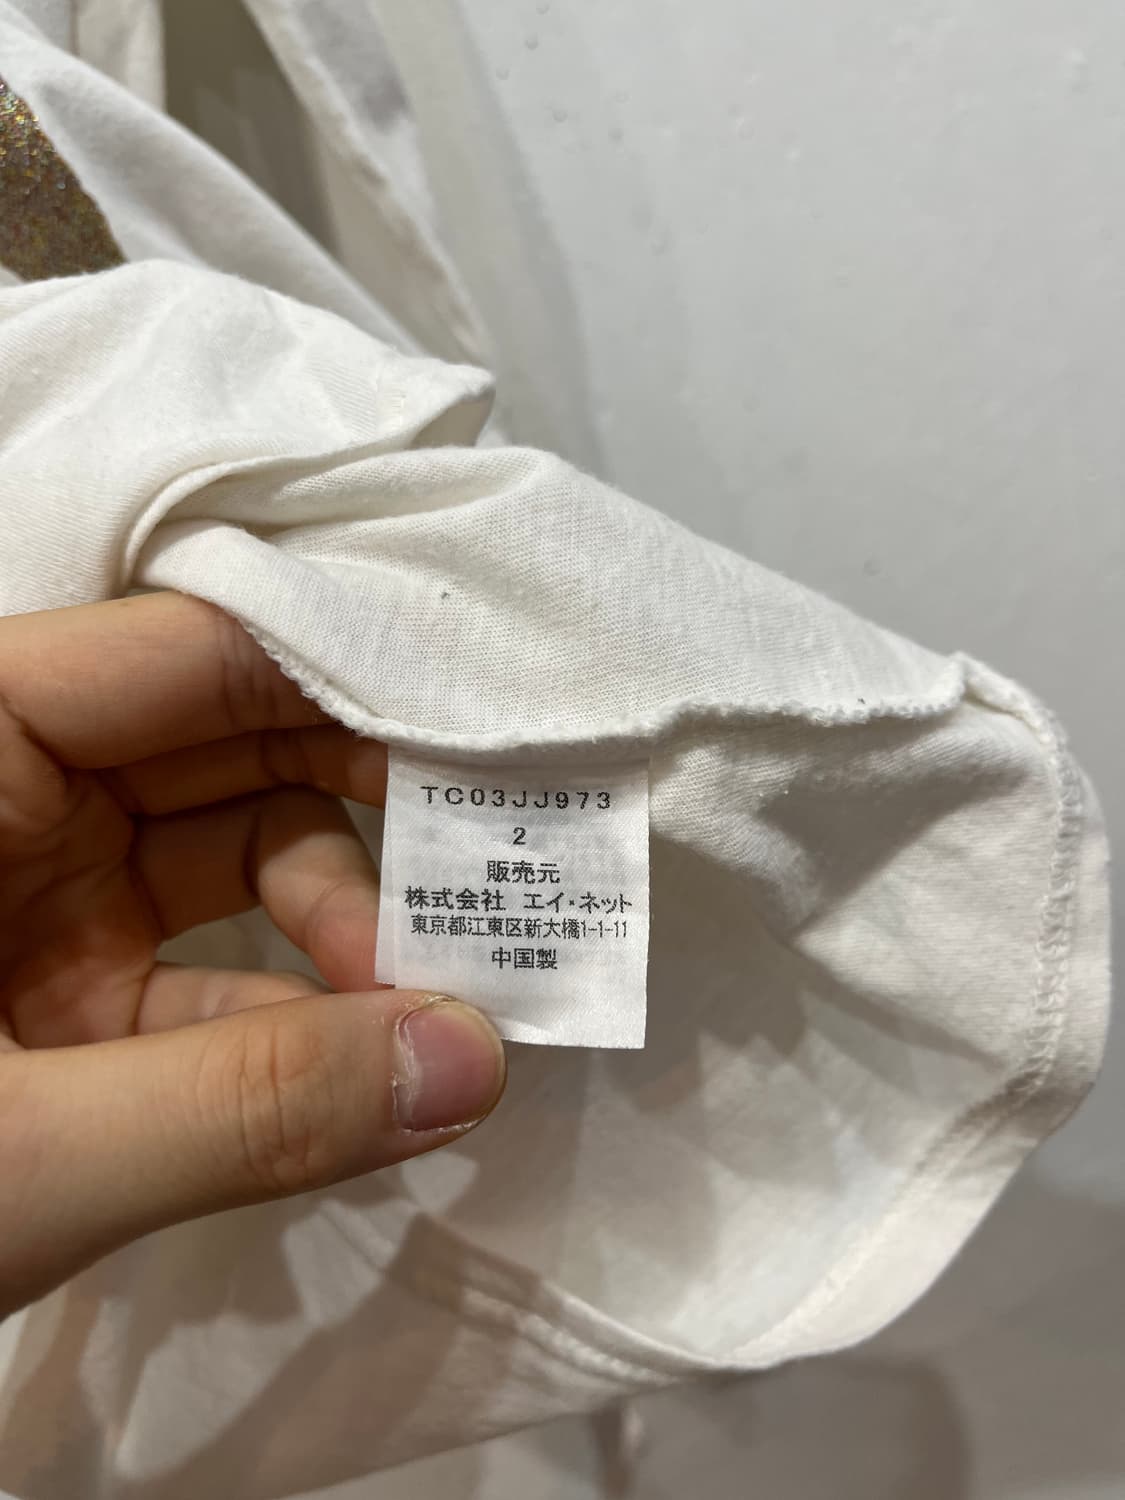 TC03JJ973
2
販売元
株式会社 エイ・ネット
東京都江東区新大橋1-1-11
中国製